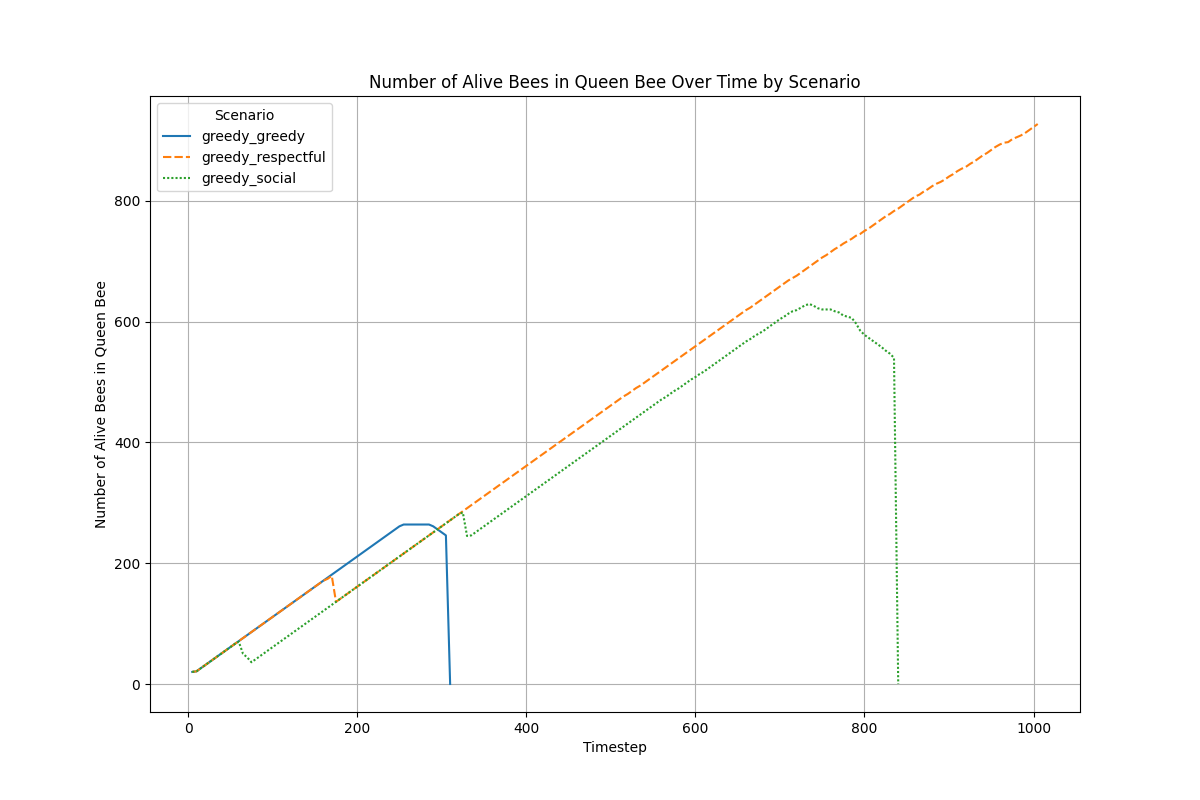 Number of Alive Bees in Queen Bee Over Time by Scenario
Scenario
greedy_greedy
greedy_respectful
greedy_social
Number of Alive Bees in Queen Bee
800
600
400
200
0
0 200 400 600 800 1000
Timestep